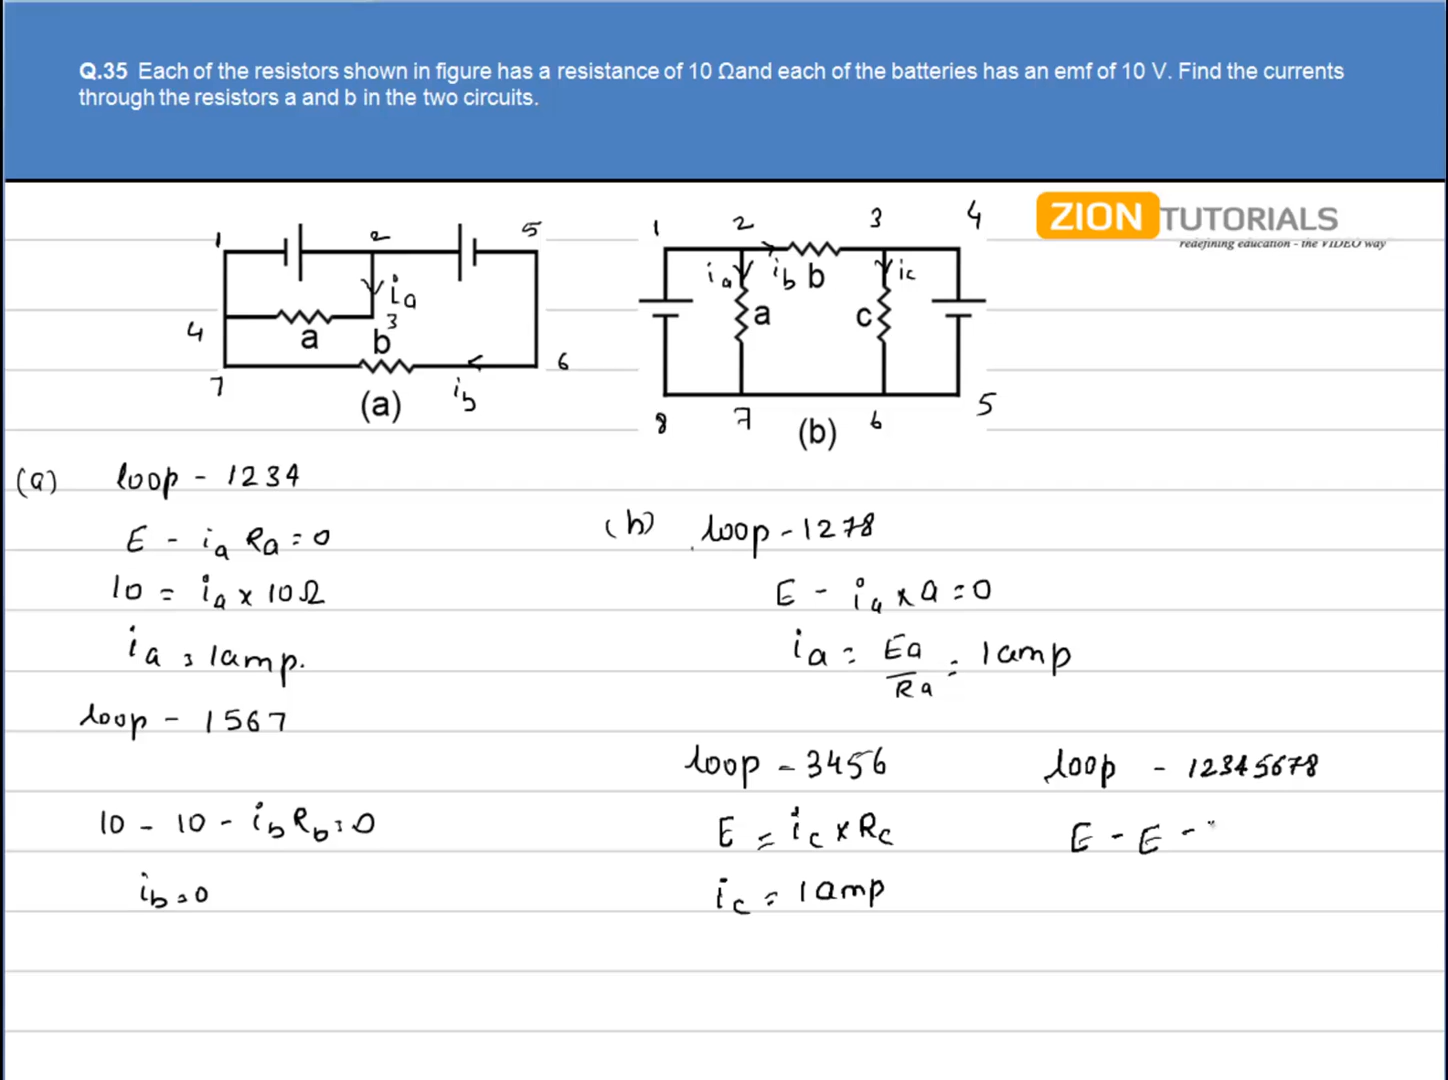 Q.35 Each of the resistors shown in figure has a resistance of 10 Ωand each of the batteries has an emf of 10 V. Find the currents
through the resistors a and b in the two circuits.
ZION TUTORIALS
redefining education - the VIDEO way
1 2 5
ia
4 a 3
b
7 ib 6
(a)
1 2 3 4
ia ib b ic
a c
8 7 6 5
(b)
(a) loop - 1234
E - ia Ra = 0
10 = ia x 10Ω
ia = 1amp.
loop - 1567
10 - 10 - ib Rb = 0
ib = 0
(b) loop - 1278
E - ia x a = 0
ia = Ea/Ra = 1amp
loop - 3456
E = ic x Rc
ic = 1amp
loop - 12345678
E - E -